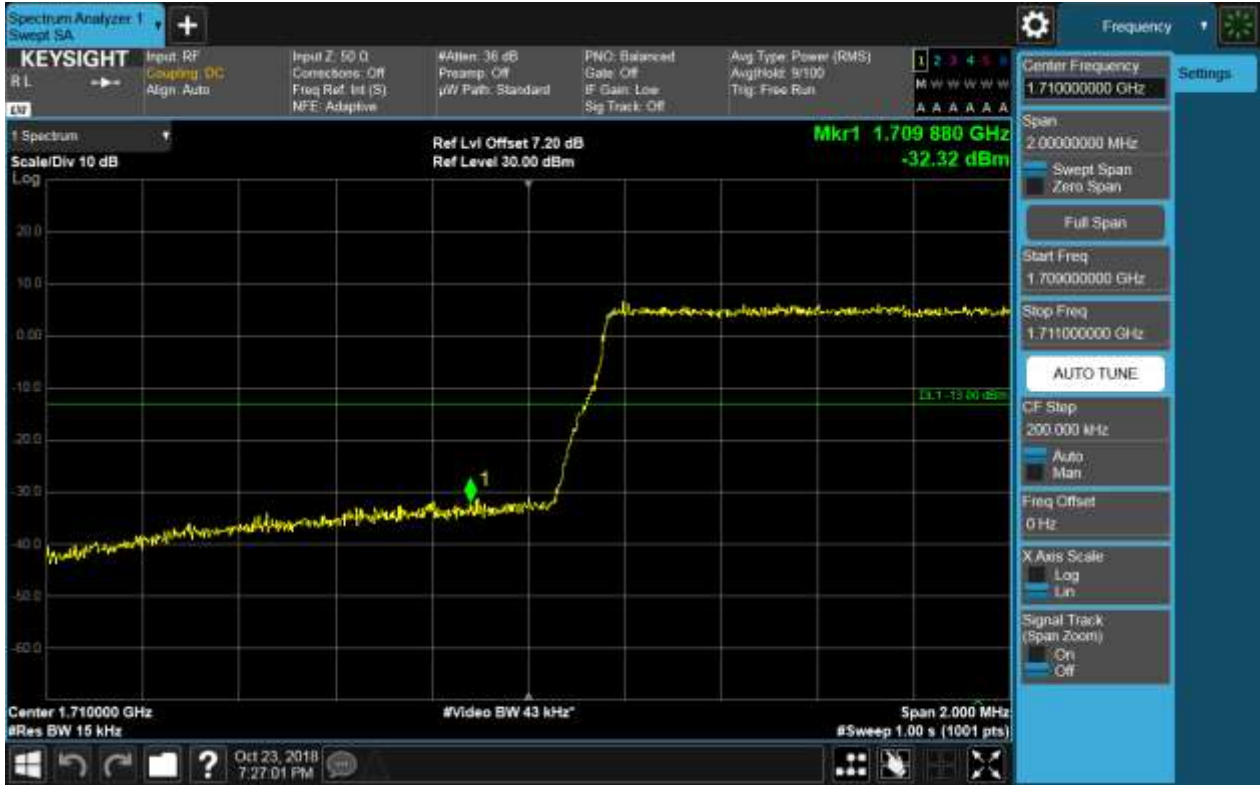 Spectrum Analyzer 1
Swept SA
+
Frequency
KEYSIGHT
R L
Input: RF
Coupling: DC
Align: Auto
Input Z: 50 Ω
Corrections: Off
Freq Ref: Int (S)
NFE: Adaptive
#Atten: 36 dB
Preamp: Off
µW Path: Standard
PNO: Balanced
Gate: Off
IF Gain: Low
Sig Track: Off
Avg Type: Power (RMS)
Avg|Hold: 9/100
Trig: Free Run
1 2 3 4 5 6
M W W W W W
A A A A A A
Center Frequency
1.710000000 GHz
Settings
Span
2.00000000 MHz
Swept Span
Zero Span
Full Span
Start Freq
1.709000000 GHz
Stop Freq
1.711000000 GHz
AUTO TUNE
CF Step
200.000 kHz
Auto
Man
Freq Offset
0 Hz
X Axis Scale
Log
Lin
Signal Track
(Span Zoom)
On
Off
1 Spectrum
Scale/Div 10 dB
Log
Ref Lvl Offset 7.20 dB
Ref Level 30.00 dBm
Mkr1 1.709 880 GHz
-32.32 dBm
20.0
10.0
0.00
-10.0
DL1 -13.00 dBm
-20.0
1
-30.0
-40.0
-50.0
-60.0
Center 1.710000 GHz
#Video BW 43 kHz*
Span 2.000 MHz
#Res BW 15 kHz
#Sweep 1.00 s (1001 pts)
?
Oct 23, 2018
7:27:01 PM